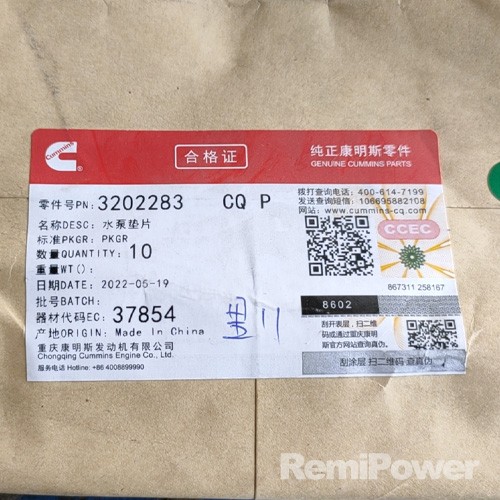 Cummins
合格证
纯正康明斯零件
GENUINE CUMMINS PARTS
零件号PN: 3202283 CQ P
名称DESC: 水泵垫片
标准PKGR: PKGR
数量QUANTITY: 10
重量WT():
日期DATE: 2022-05-19
批号BATCH:
器材代码EC: 37854
产地ORIGIN: Made In China
重庆康明斯发动机有限公司
Chongqing Cummins Engine Co., Ltd.
服务电话 Hotline: +86 4008899990
拨打查询电话: 400-614-7199
发送查询短信: 106695882108
www.cummins-cq.com
CCEC
867311 258167
8602
刮开表层, 扫二维
码或通过重庆康明
斯官方网站查询真伪。
刮涂层 扫二维码 查真伪
RemiPower